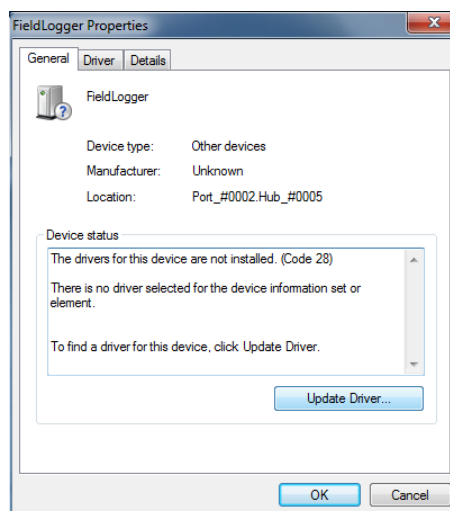 FieldLogger Properties
General
Driver
Details
FieldLogger
Device type: Other devices
Manufacturer: Unknown
Location: Port_#0002.Hub_#0005
Device status
The drivers for this device are not installed. (Code 28)
There is no driver selected for the device information set or
element.
To find a driver for this device, click Update Driver.
Update Driver...
OK
Cancel